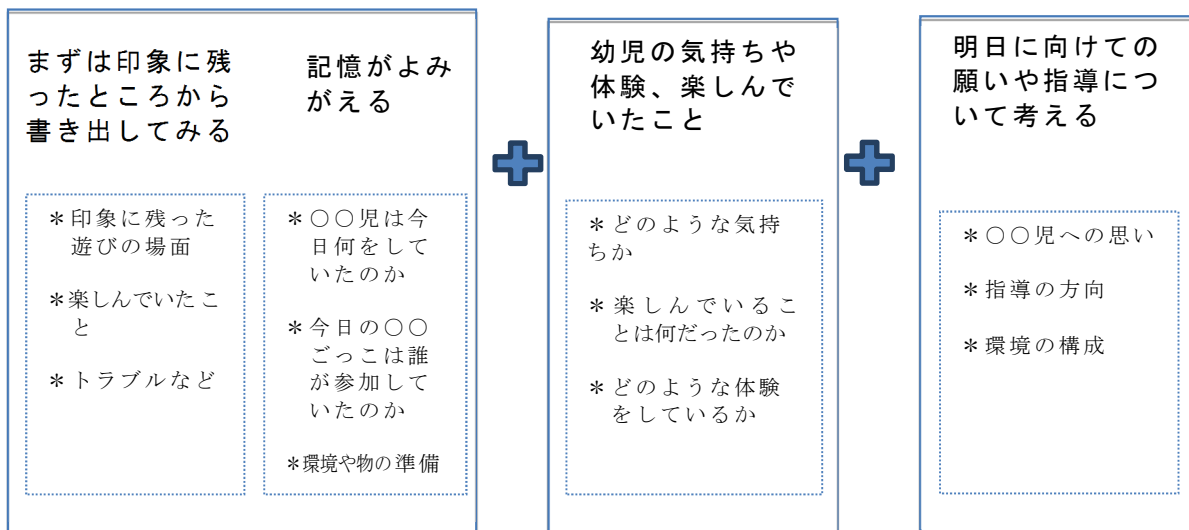 まずは印象に残
ったところから
書き出してみる
＊印象に残った
遊びの場面
＊楽しんでいたこ
と
＊トラブルなど
記憶がよみ
がえる
＊〇〇児は今
日何をして
いたのか
＊今日の〇〇
ごっこは誰
が参加して
いたのか
＊環境や物の準備
幼児の気持ちや
体験、楽しんで
いたこと
＊どのような気持
ちか
＊楽しんでいるこ
とは何だったのか
＊どのような体験
をしているか
明日に向けての
願いや指導につ
いて考える
＊〇〇児への思い
＊指導の方向
＊環境の構成